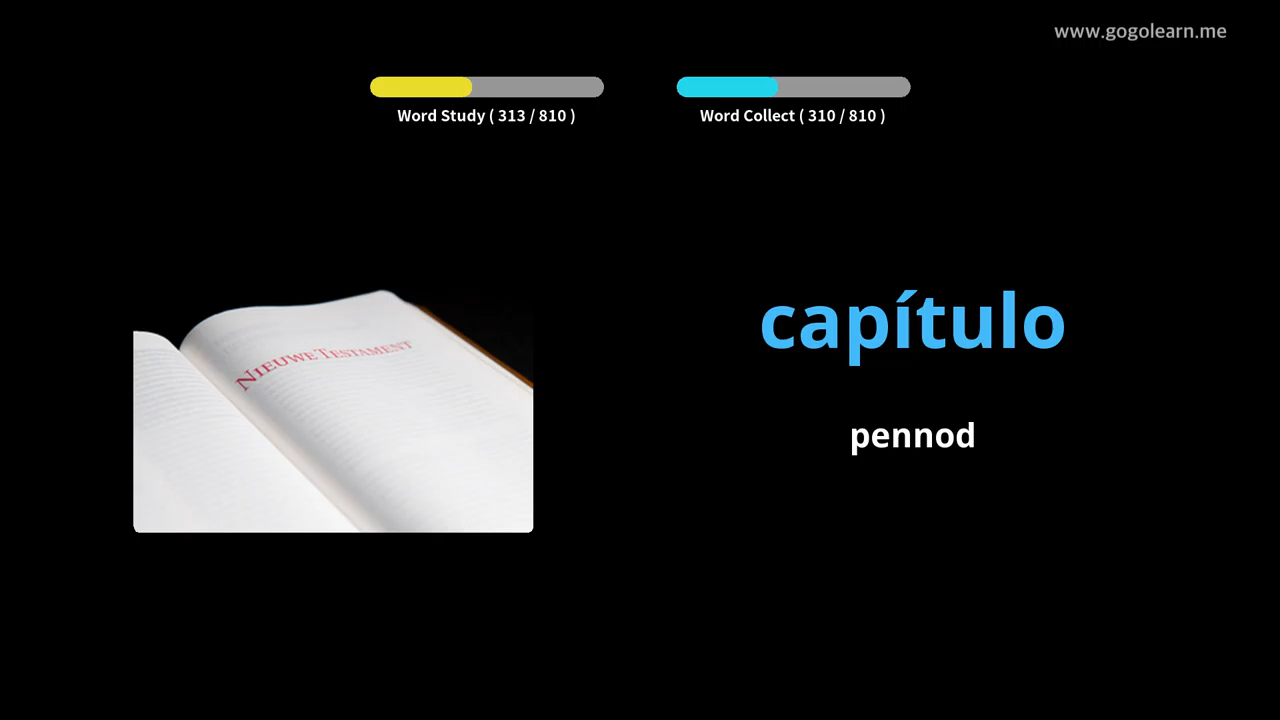 www.gogolearn.me
Word Study ( 313 / 810 )
Word Collect ( 310 / 810 )
NIEUWE TESTAMENT
capítulo
pennod